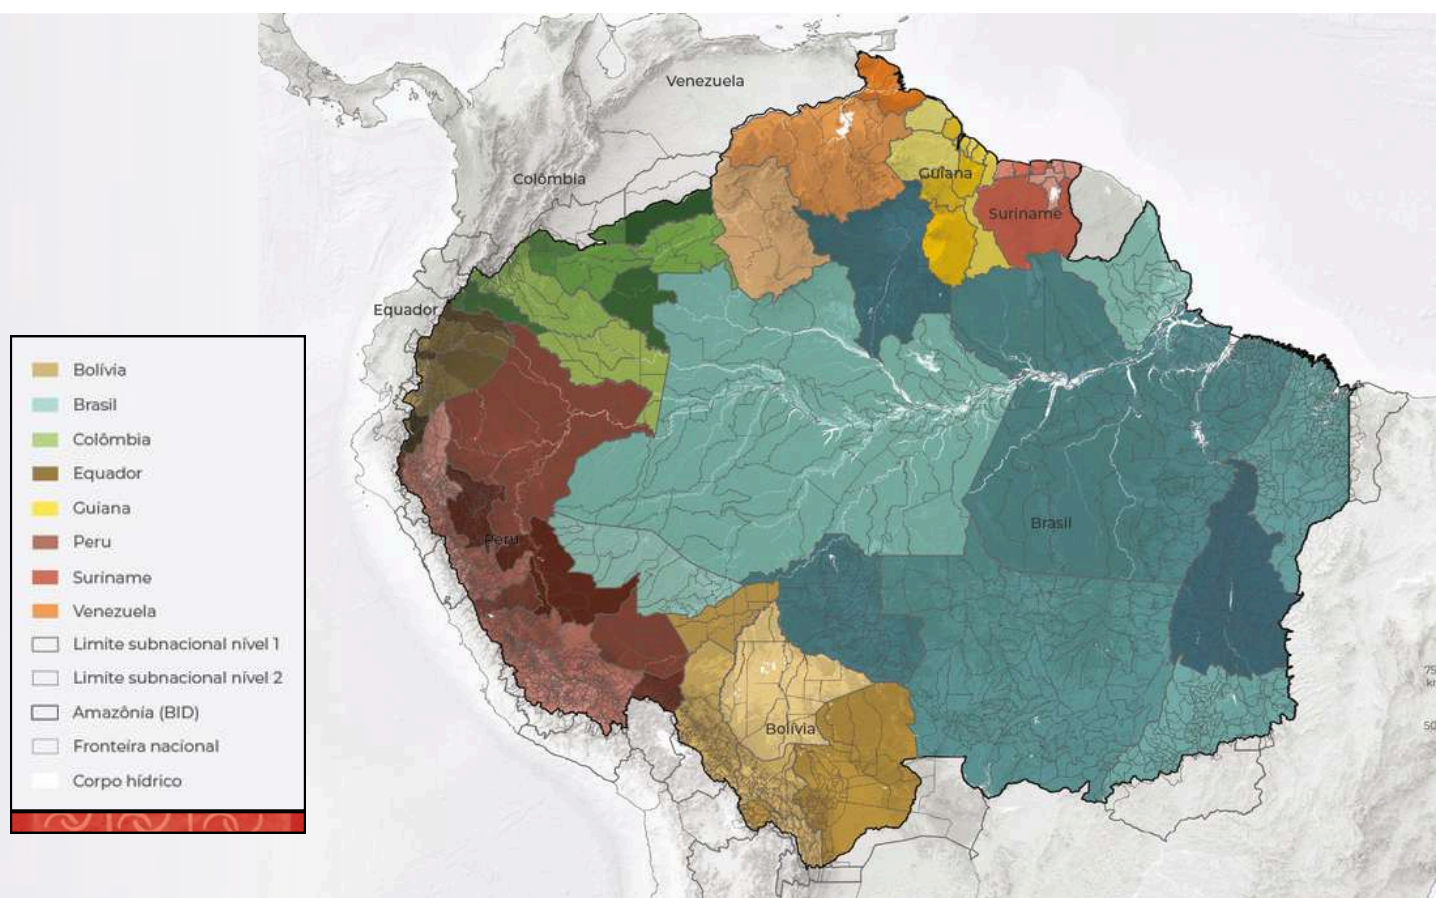 Venezuela
Colômbia
Guiana
Suriname
Equador
Brasil
Peru
Bolívia
Bolívia
Brasil
Colômbia
Equador
Guiana
Peru
Suriname
Venezuela
Limite subnacional nível 1
Limite subnacional nível 2
Amazônia (BID)
Fronteira nacional
Corpo hídrico